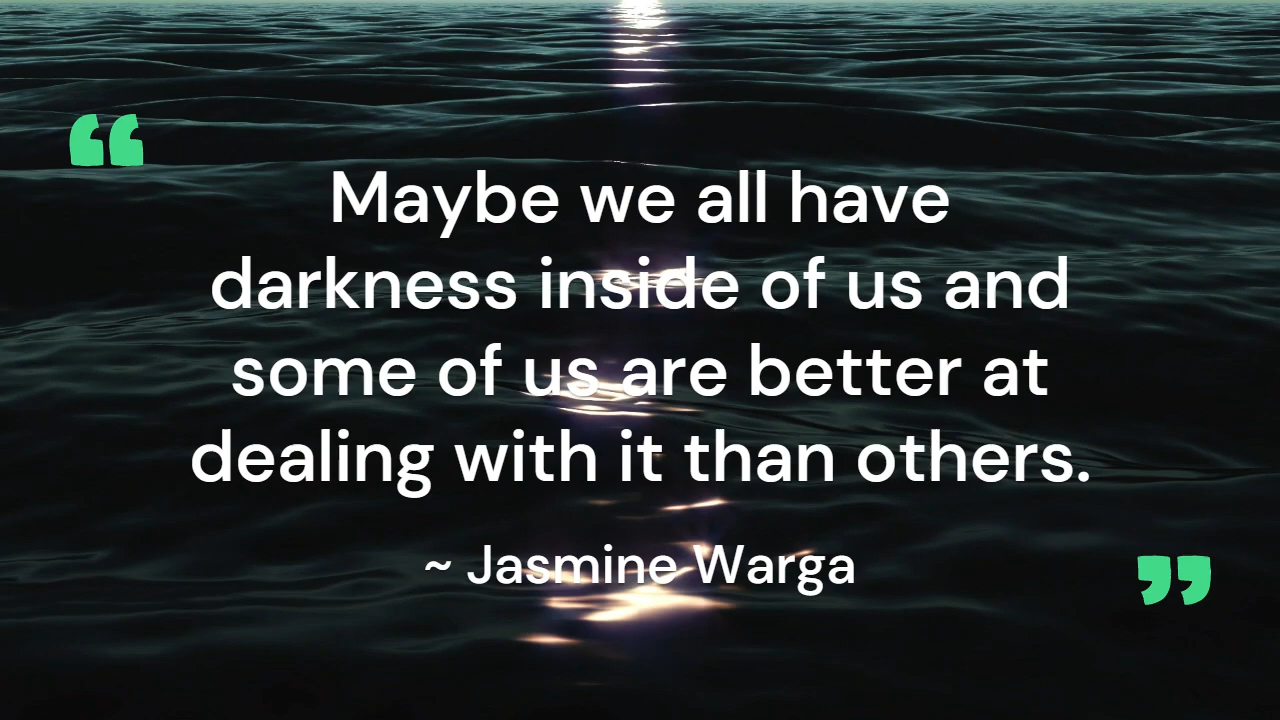 “
Maybe we all have
darkness inside of us and
some of us are better at
dealing with it than others.
~ Jasmine Warga
”